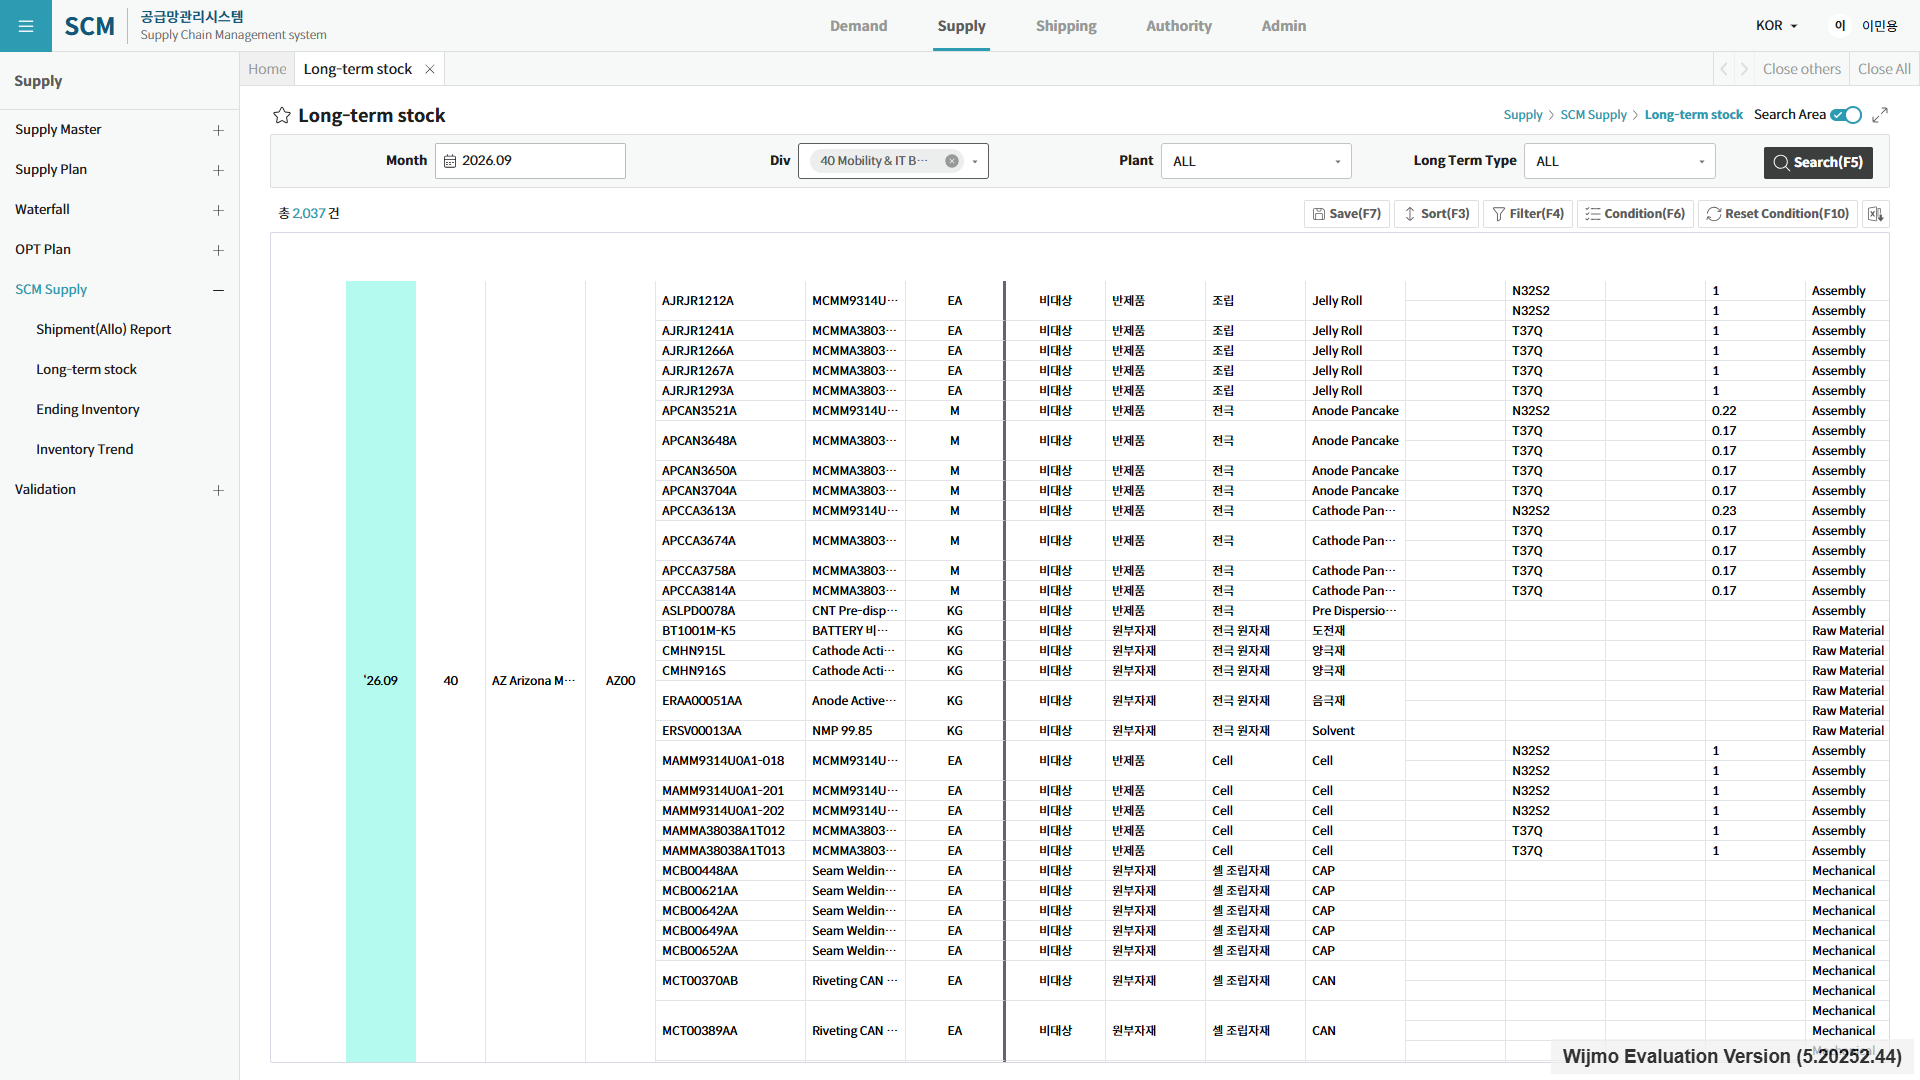 SCM
공급망관리시스템
Supply Chain Management system
Demand
Supply
Shipping
Authority
Admin
KOR
이
이민용
Supply
Home
Long-term stock
Close others
Close All
Supply Master
Supply Plan
Waterfall
OPT Plan
SCM Supply
Shipment(Allo) Report
Long-term stock
Ending Inventory
Inventory Trend
Validation
Long-term stock
Supply > SCM Supply > Long-term stock
Search Area
Month 2026.09
Div 40 Mobility & IT B···
Plant ALL
Long Term Type ALL
Search(F5)
총 2,037 건
Save(F7)
Sort(F3)
Filter(F4)
Condition(F6)
Reset Condition(F10)
'26.09 40 AZ Arizona M··· AZ00
AJRJR1212A MCMM9314U··· EA 비대상 반제품 조립 Jelly Roll N32S2 1 Assembly
N32S2 1 Assembly
AJRJR1241A MCMMA3803··· EA 비대상 반제품 조립 Jelly Roll T37Q 1 Assembly
AJRJR1266A MCMMA3803··· EA 비대상 반제품 조립 Jelly Roll T37Q 1 Assembly
AJRJR1267A MCMMA3803··· EA 비대상 반제품 조립 Jelly Roll T37Q 1 Assembly
AJRJR1293A MCMMA3803··· EA 비대상 반제품 조립 Jelly Roll T37Q 1 Assembly
APCAN3521A MCMM9314U··· M 비대상 반제품 전극 Anode Pancake N32S2 0.22 Assembly
APCAN3648A MCMMA3803··· M 비대상 반제품 전극 Anode Pancake T37Q 0.17 Assembly
T37Q 0.17 Assembly
APCAN3650A MCMMA3803··· M 비대상 반제품 전극 Anode Pancake T37Q 0.17 Assembly
APCAN3704A MCMMA3803··· M 비대상 반제품 전극 Anode Pancake T37Q 0.17 Assembly
APCCA3613A MCMM9314U··· M 비대상 반제품 전극 Cathode Pan··· N32S2 0.23 Assembly
APCCA3674A MCMMA3803··· M 비대상 반제품 전극 Cathode Pan··· T37Q 0.17 Assembly
T37Q 0.17 Assembly
APCCA3758A MCMMA3803··· M 비대상 반제품 전극 Cathode Pan··· T37Q 0.17 Assembly
APCCA3814A MCMMA3803··· M 비대상 반제품 전극 Cathode Pan··· T37Q 0.17 Assembly
ASLPD0078A CNT Pre-disp··· KG 비대상 반제품 전극 Pre Dispersio··· Assembly
BT1001M-K5 BATTERY 비··· KG 비대상 원부자재 전극 원자재 도전재 Raw Material
CMHN915L Cathode Acti··· KG 비대상 원부자재 전극 원자재 양극재 Raw Material
CMHN916S Cathode Acti··· KG 비대상 원부자재 전극 원자재 양극재 Raw Material
ERAA00051AA Anode Active··· KG 비대상 원부자재 전극 원자재 음극재 Raw Material
Raw Material
ERSV00013AA NMP 99.85 KG 비대상 원부자재 전극 원자재 Solvent Raw Material
MAMM9314U0A1-018 MCMM9314U··· EA 비대상 반제품 Cell Cell N32S2 1 Assembly
N32S2 1 Assembly
MAMM9314U0A1-201 MCMM9314U··· EA 비대상 반제품 Cell Cell N32S2 1 Assembly
MAMM9314U0A1-202 MCMM9314U··· EA 비대상 반제품 Cell Cell N32S2 1 Assembly
MAMMA38038A1T012 MCMMA3803··· EA 비대상 반제품 Cell Cell T37Q 1 Assembly
MAMMA38038A1T013 MCMMA3803··· EA 비대상 반제품 Cell Cell T37Q 1 Assembly
MCB00448AA Seam Weldin··· EA 비대상 원부자재 셀 조립자재 CAP Mechanical
MCB00621AA Seam Weldin··· EA 비대상 원부자재 셀 조립자재 CAP Mechanical
MCB00642AA Seam Weldin··· EA 비대상 원부자재 셀 조립자재 CAP Mechanical
MCB00649AA Seam Weldin··· EA 비대상 원부자재 셀 조립자재 CAP Mechanical
MCB00652AA Seam Weldin··· EA 비대상 원부자재 셀 조립자재 CAP Mechanical
MCT00370AB Riveting CAN ··· EA 비대상 원부자재 셀 조립자재 CAN Mechanical
Mechanical
MCT00389AA Riveting CAN ··· EA 비대상 원부자재 셀 조립자재 CAN Mechanical
Mechanical
Wijmo Evaluation Version (5.20252.44)